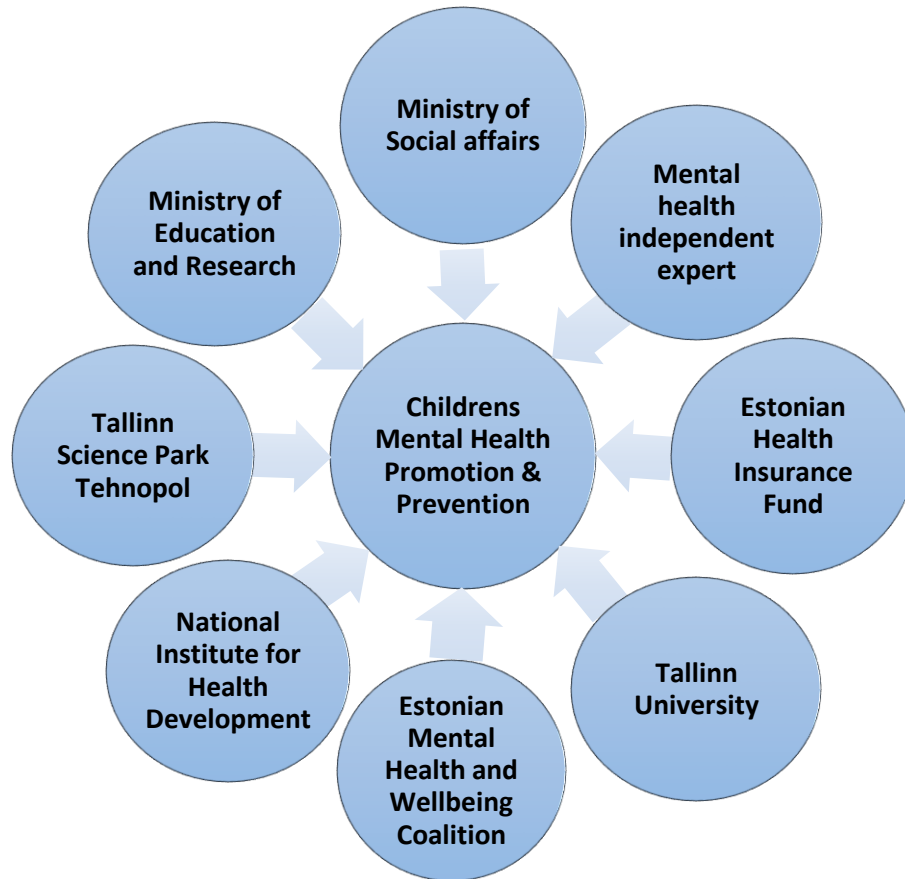 Ministry of
Social affairs
Mental
health
independent
expert
Ministry of
Education
and Research
Childrens
Mental Health
Promotion &
Prevention
Estonian
Health
Insurance
Fund
Tallinn
Science Park
Tehnopol
National
Institute for
Health
Development
Tallinn
University
Estonian
Mental
Health and
Wellbeing
Coalition